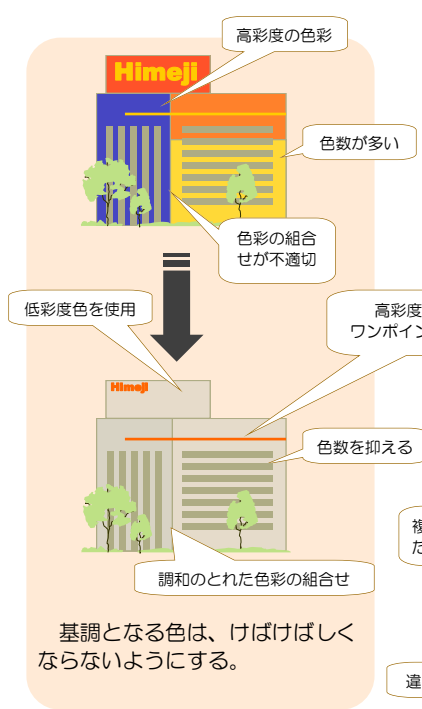 高彩度の色彩
Himeji
色数が多い
色彩の組合
せが不適切
低彩度色を使用
高彩度
ワンポイン
Himeji
色数を抑える
調和のとれた色彩の組合せ
基調となる色は、けばけばしく
ならないようにする。
違